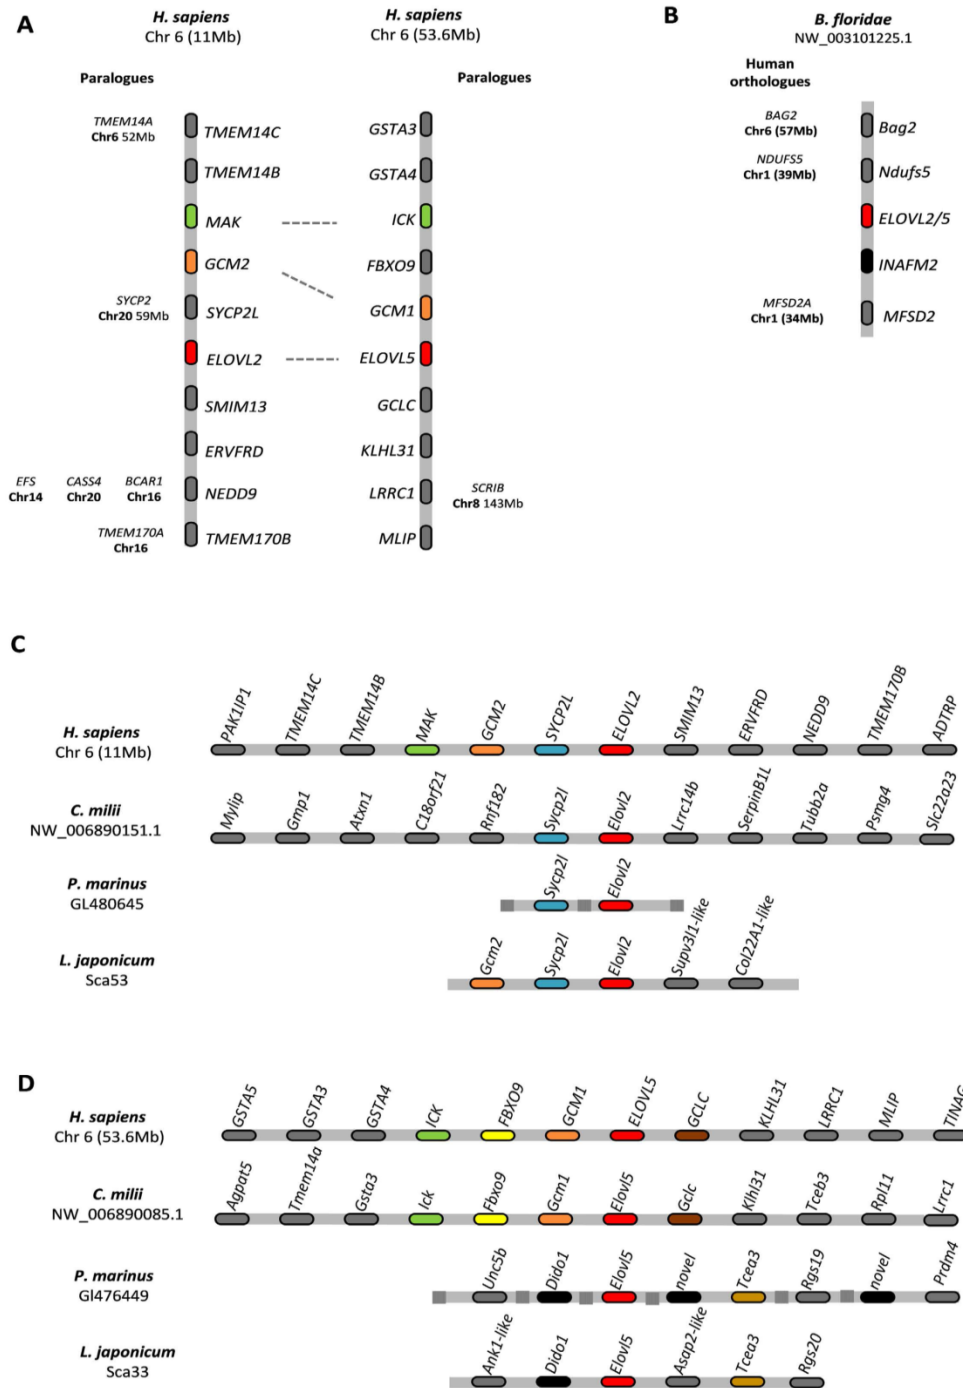 A
H. sapiens
Chr 6 (11Mb)
H. sapiens
Chr 6 (53.6Mb)
Paralogues
Paralogues
TMEM14A
Chr6 52Mb
TMEM14C
GSTA3
TMEM14B
GSTA4
MAK
ICK
GCM2
FBXO9
SYCP2
Chr20 59Mb
SYCP2L
GCM1
ELOVL2
ELOVL5
SMIM13
GCLC
ERVFRD
KLHL31
EFS
Chr14
CASS4
Chr20
BCAR1
Chr16
NEDD9
LRRC1
SCRIB
Chr8 143Mb
TMEM170A
Chr16
TMEM170B
MLIP
B
B. floridae
NW_003101225.1
Human
orthologues
BAG2
Chr6 (57Mb)
Bag2
NDUFS5
Chr1 (39Mb)
Ndufs5
ELOVL2/5
INAFM2
MFSD2A
Chr1 (34Mb)
MFSD2
C
H. sapiens
Chr 6 (11Mb)
PAK1IP1 TMEM14C TMEM14B MAK GCM2 SYCP2L ELOVL2 SMIM13 ERVFRD NEDD9 TMEM170B ADTRP
C. milii
NW_006890151.1
Mylip Gmp1 Atxn1 C18orf21 Rnf182 Sycp2l Elovl2 Lrrc14b SerpinB1L Tubb2a Psmg4 Slc22a23
P. marinus
GL480645
Sycp2l Elovl2
L. japonicum
Sca53
Gcm2 Sycp2l Elovl2 Supv3l1-like Col22A1-like
D
H. sapiens
Chr 6 (53.6Mb)
GSTA5 GSTA3 GSTA4 ICK FBXO9 GCM1 ELOVL5 GCLC KLHL31 LRRC1 MLIP TINAG
C. milii
NW_006890085.1
Agpat5 Tmem14a Gsta3 Ick Fbxo9 Gcm1 Elovl5 Gclc Klhl31 Tceb3 Rpl11 Lrrc1
P. marinus
Gl476449
Unc5b Dido1 Elovl5 novel Tcea3 Rgs19 novel Prdm4
L. japonicum
Sca33
Ank1-like Dido1 Elovl5 Asap2-like Tcea3 Rgs20